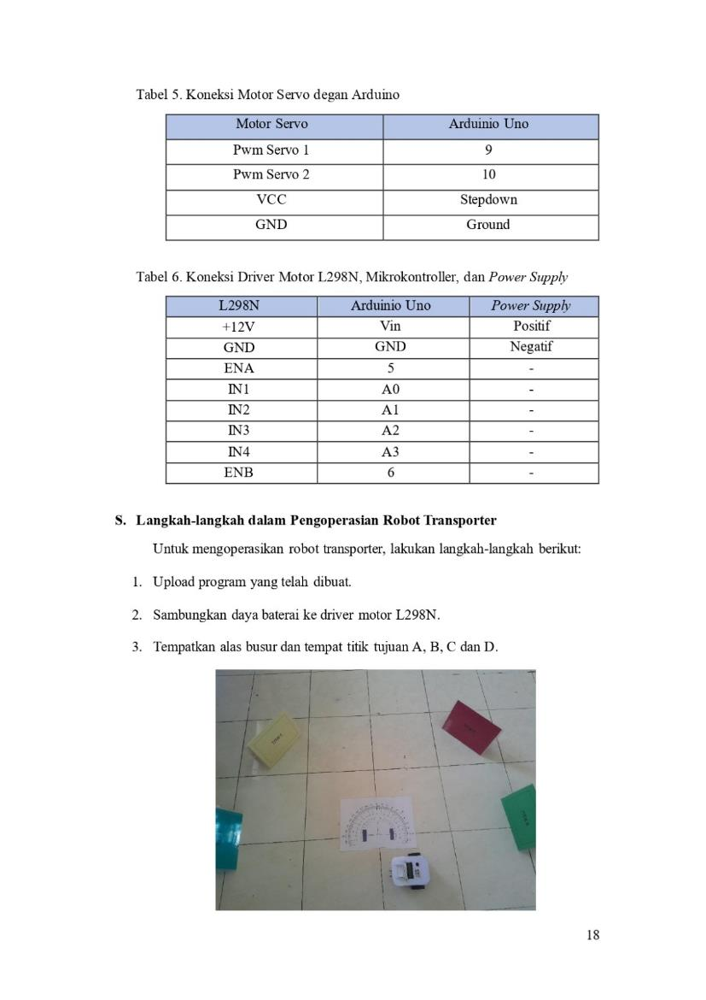 Tabel 5. Koneksi Motor Servo degan Arduino
Motor Servo Arduinio Uno
Pwm Servo 1 9
Pwm Servo 2 10
VCC Stepdown
GND Ground
Tabel 6. Koneksi Driver Motor L298N, Mikrokontroller, dan Power Supply
L298N Arduinio Uno Power Supply
+12V Vin Positif
GND GND Negatif
ENA 5 -
IN1 A0 -
IN2 A1 -
IN3 A2 -
IN4 A3 -
ENB 6 -
S. Langkah-langkah dalam Pengoperasian Robot Transporter
Untuk mengoperasikan robot transporter, lakukan langkah-langkah berikut:
1. Upload program yang telah dibuat.
2. Sambungkan daya baterai ke driver motor L298N.
3. Tempatkan alas busur dan tempat titik tujuan A, B, C dan D.
18